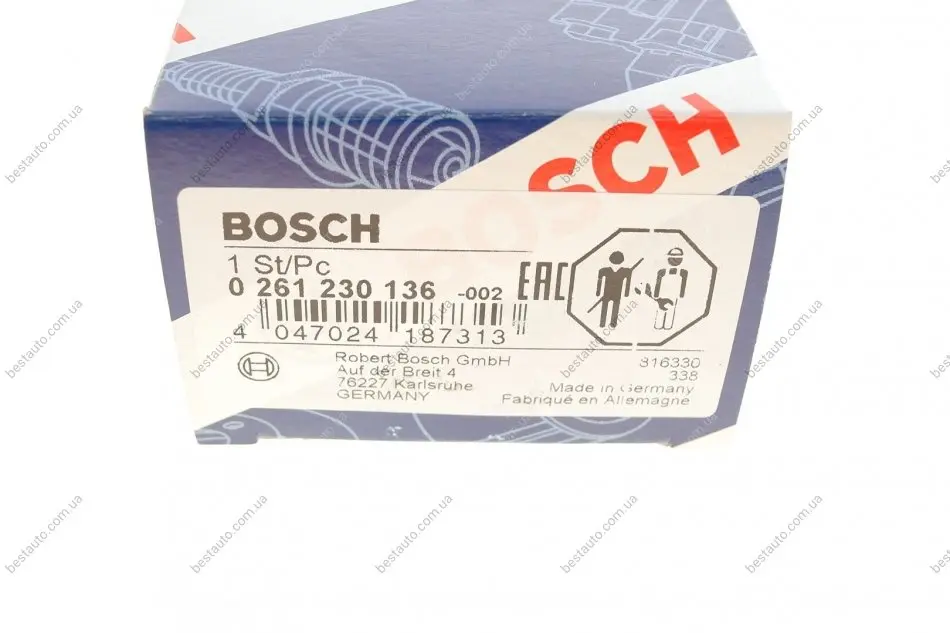 BOSCH
BOSCH
1 St/Pc
0 261 230 136 -002
EAC
4 047024 187313
Robert Bosch GmbH
Auf der Breit 4
76227 Karlsruhe
GERMANY
316330
338
Made in Germany
Fabriqué en Allemagne
bestauto.com.ua